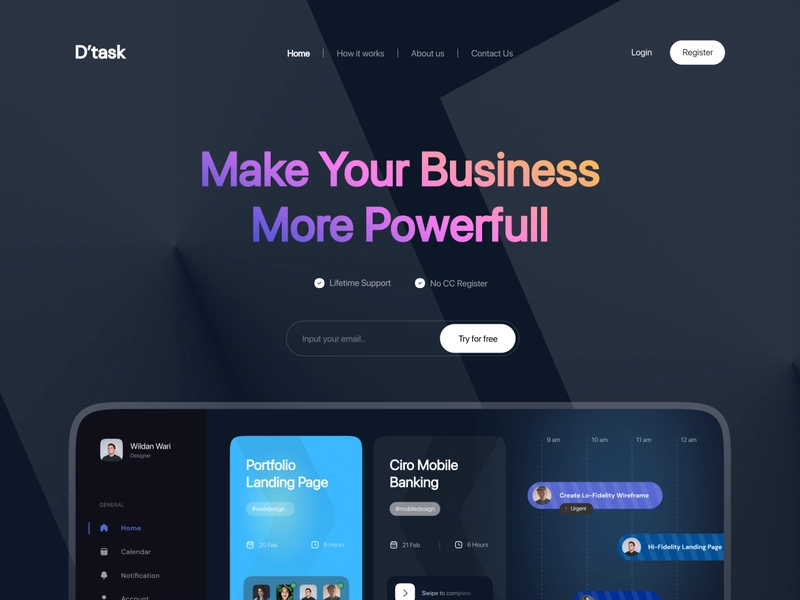 D'task
Home
How it works
About us
Contact Us
Login
Register
Make Your Business
More Powerfull
Lifetime Support
No CC Register
Input your email..
Try for free
Wildan Wari
Designer
GENERAL
Home
Calendar
Notification
Account
Portfolio
Landing Page
#webdesign
20 Feb
6 Hours
Ciro Mobile
Banking
#mobiledesign
21 Feb
6 Hours
Swipe to complete
9 am
10 am
11 am
12 am
Create Lo-Fidelity Wireframe
Urgent
Hi-Fidelity Landing Page